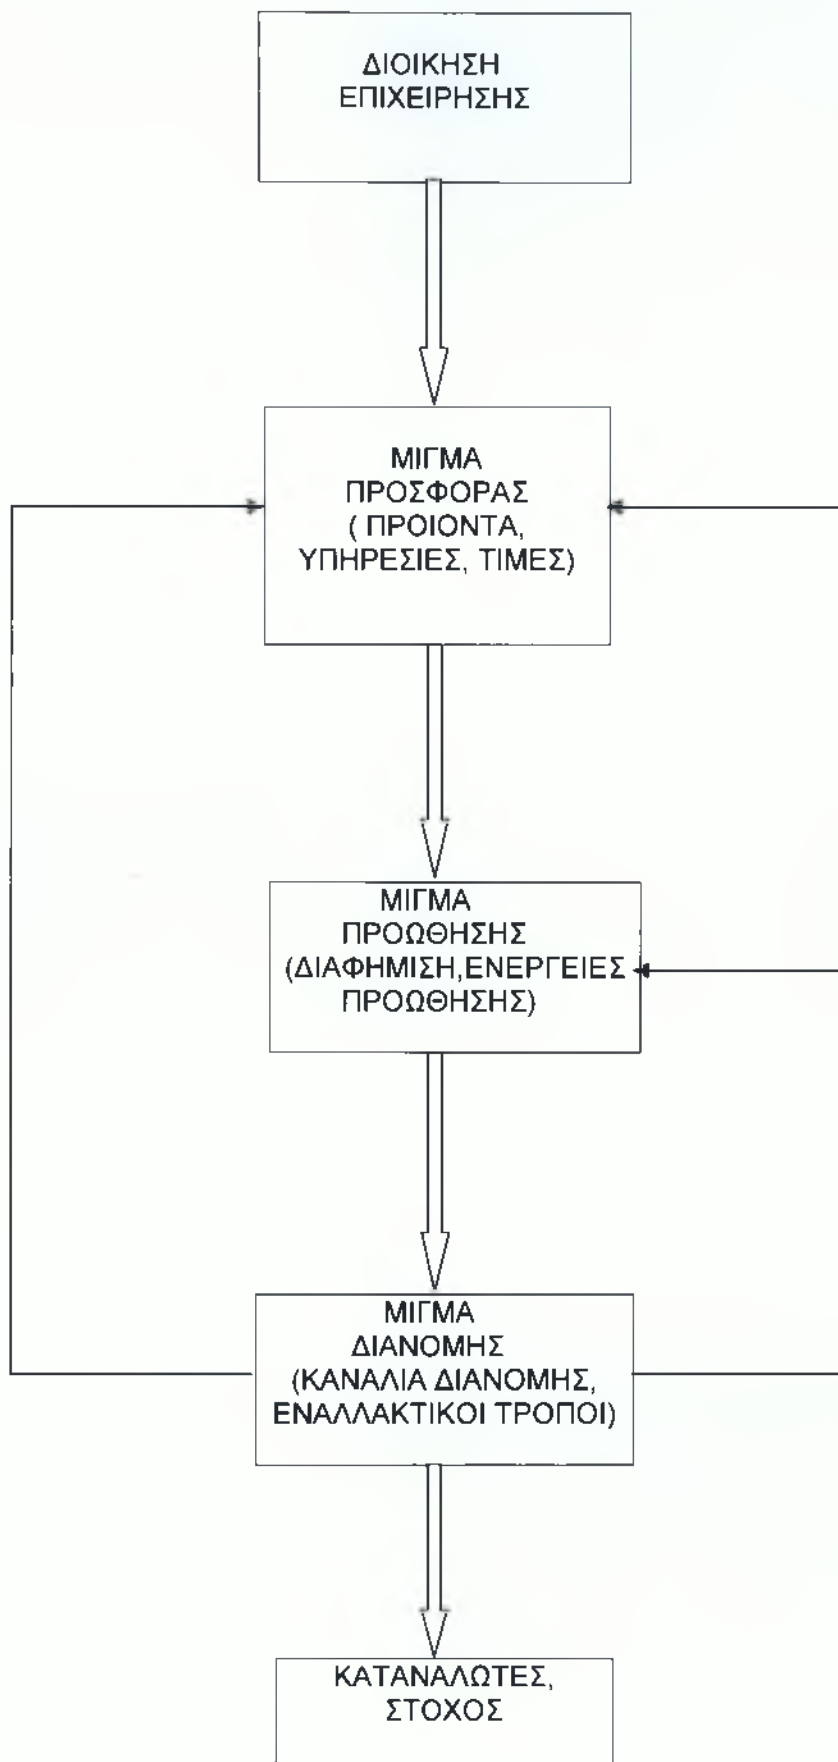 ΔΙΟΙΚΗΣΗ
ΕΠΙΧΕΙΡΗΣΗΣ
ΜΙΓΜΑ
ΠΡΟΣΦΟΡΑΣ
( ΠΡΟΙΟΝΤΑ,
ΥΠΗΡΕΣΙΕΣ, ΤΙΜΕΣ)
ΜΙΓΜΑ
ΠΡΟΩΘΗΣΗΣ
(ΔΙΑΦΗΜΙΣΗ,ΕΝΕΡΓΕΙΕΣ
ΠΡΟΩΘΗΣΗΣ)
ΜΙΓΜΑ
ΔΙΑΝΟΜΗΣ
(ΚΑΝΑΛΙΑ ΔΙΑΝΟΜΗΣ,
ΕΝΑΛΛΑΚΤΙΚΟΙ ΤΡΟΠΟΙ)
ΚΑΤΑΝΑΛΩΤΕΣ,
ΣΤΟΧΟΣ